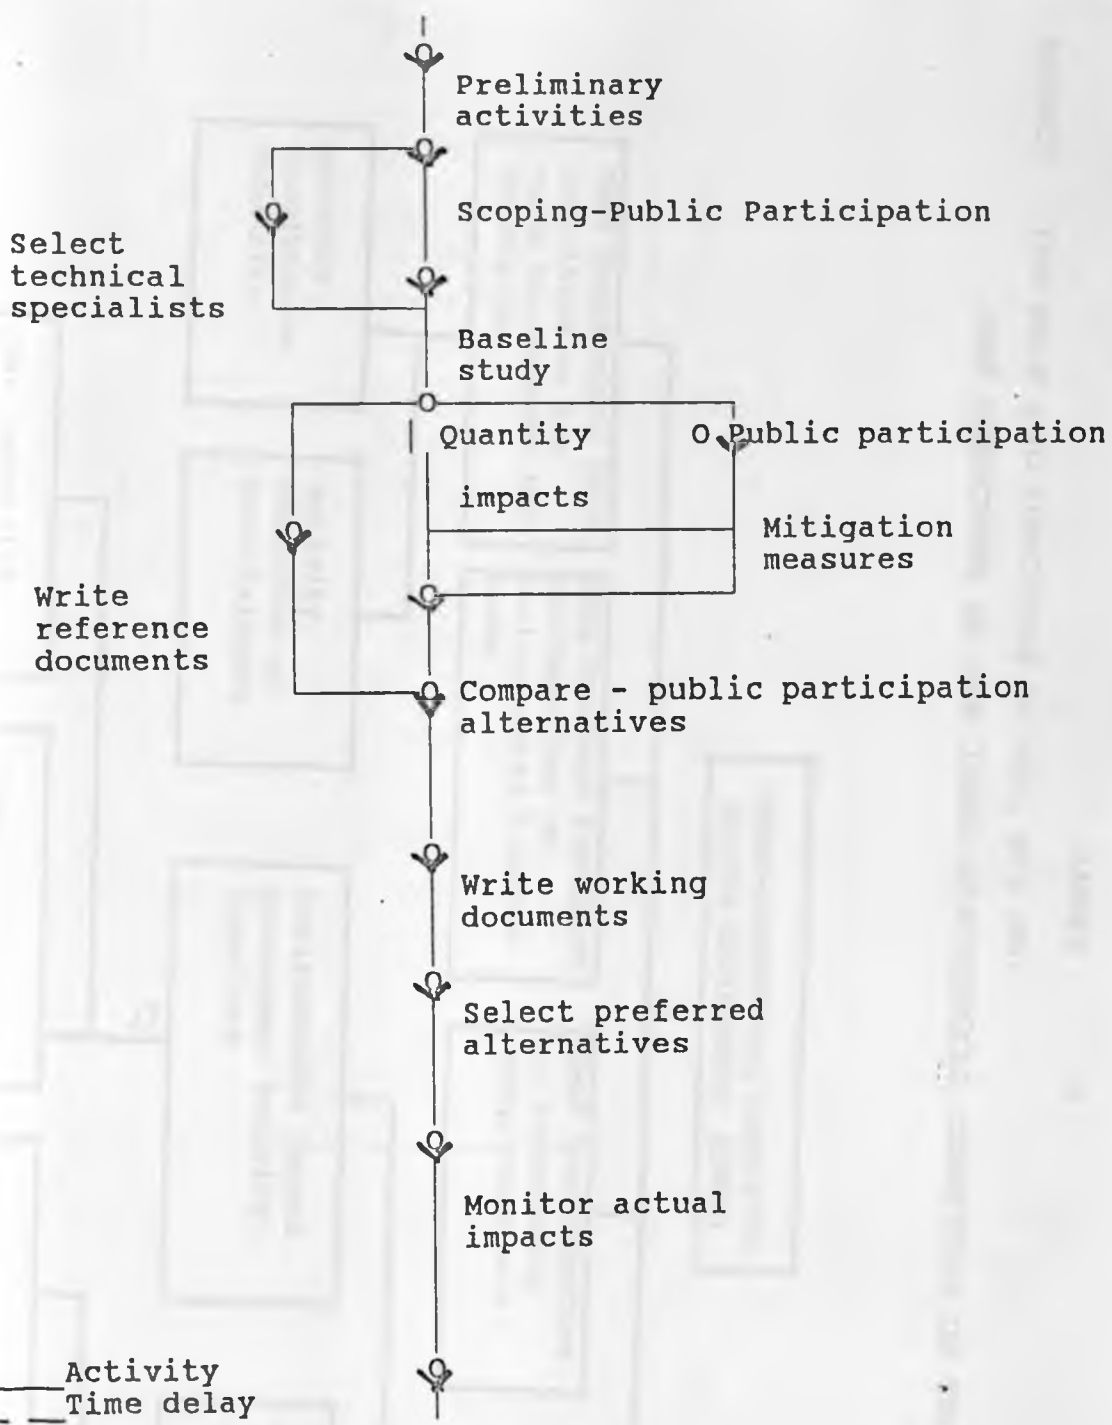 Preliminary
activities
Scoping-Public Participation
Select
technical
specialists
Baseline
study
Quantity
impacts
Public participation
Mitigation
measures
Write
reference
documents
Compare - public participation
alternatives
Write working
documents
Select preferred
alternatives
Monitor actual
impacts
Activity
Time delay